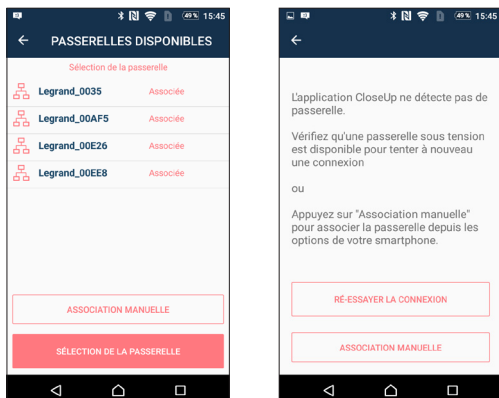 49% 15:45
PASSERELLES DISPONIBLES
Sélection de la passerelle
Legrand_0035 Associée
Legrand_00AF5 Associée
Legrand_00E26 Associée
Legrand_00EE8 Associée
ASSOCIATION MANUELLE
SÉLECTION DE LA PASSERELLE
49% 15:45
L'application CloseUp ne détecte pas de
passerelle.
Vérifiez qu'une passerelle sous tension
est disponible pour tenter à nouveau
une connexion
ou
Appuyez sur "Association manuelle"
pour associer la passerelle depuis les
options de votre smartphone.
RÉ-ESSAYER LA CONNEXION
ASSOCIATION MANUELLE